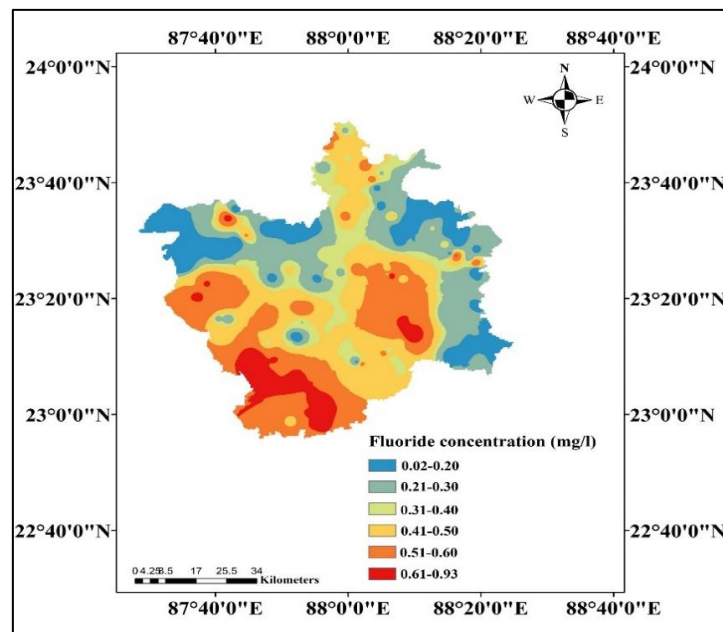 87°40'0"E 88°0'0"E 88°20'0"E 88°40'0"E
24°0'0"N 24°0'0"N
N
W E
S
23°40'0"N 23°40'0"N
23°20'0"N 23°20'0"N
23°0'0"N 23°0'0"N
Fluoride concentration (mg/l)
0.02-0.20
0.21-0.30
0.31-0.40
22°40'0"N 22°40'0"N
0.41-0.50
0.51-0.60
0 4.25 8.5 17 25.5 34
Kilometers
0.61-0.93
87°40'0"E 88°0'0"E 88°20'0"E 88°40'0"E